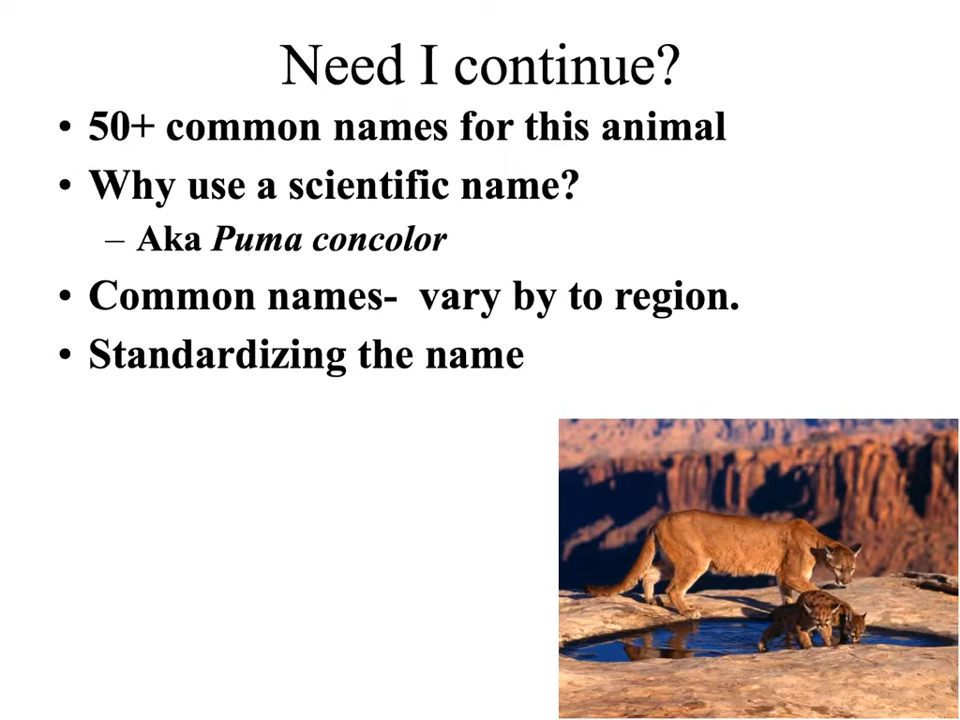 Need I continue?
• 50+ common names for this animal
• Why use a scientific name?
– Aka Puma concolor
• Common names-  vary by to region.
• Standardizing the name